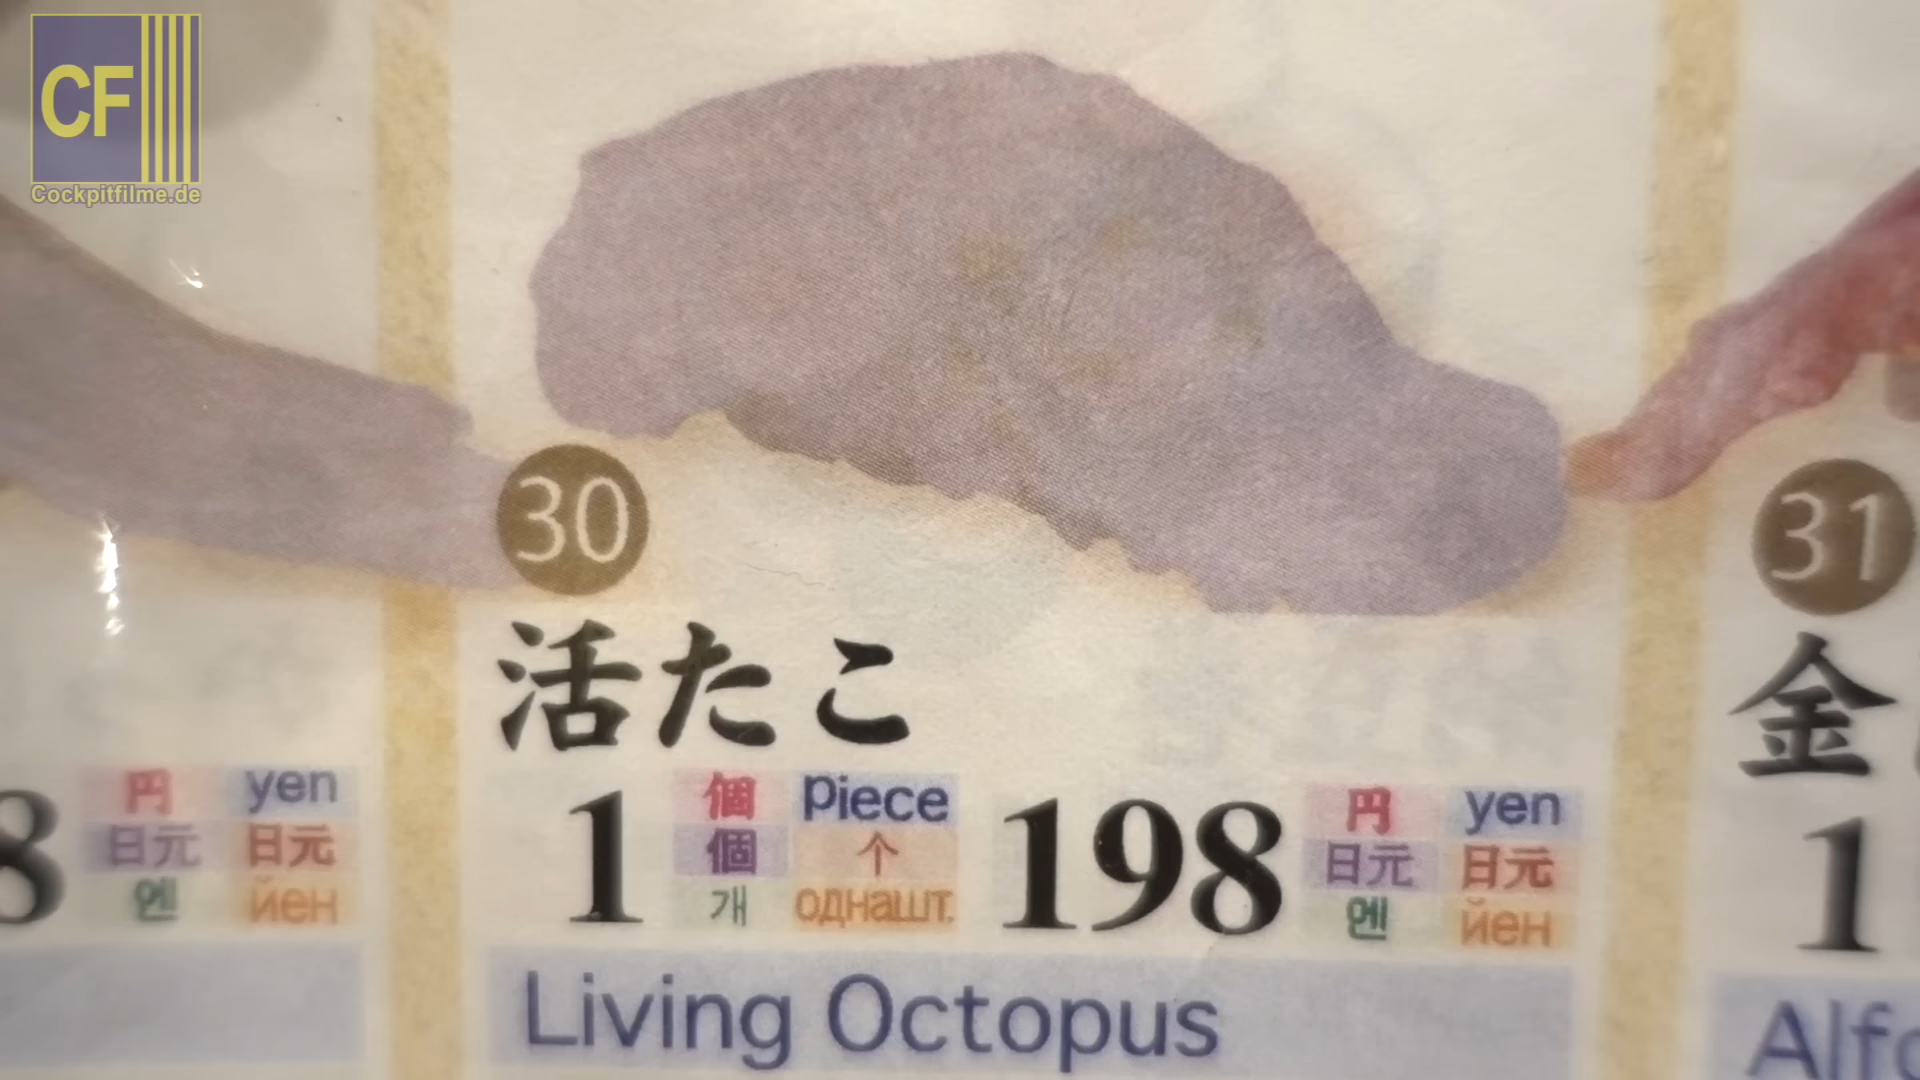 CF
Cockpitfilme.de
30
31
活たこ
金
8 円 yen
日元 日元
엔 йен
1 個 piece 198 円 yen
個 个 日元 日元
개 однашт. 엔 йен
1
Living Octopus
Alfo